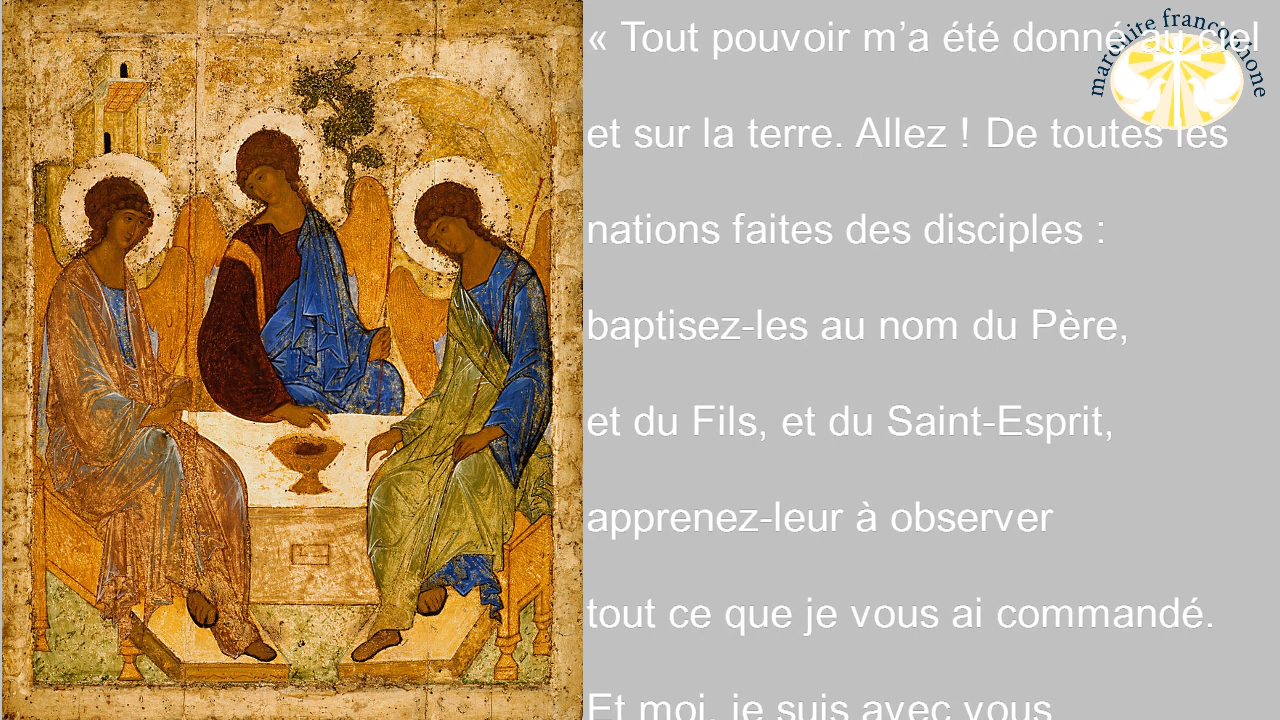 « Tout pouvoir m’a été donné au ciel
et sur la terre. Allez ! De toutes les
nations faites des disciples :
baptisez-les au nom du Père,
et du Fils, et du Saint-Esprit,
apprenez-leur à observer
tout ce que je vous ai commandé.
Et moi, je suis avec vous
maronite francophone